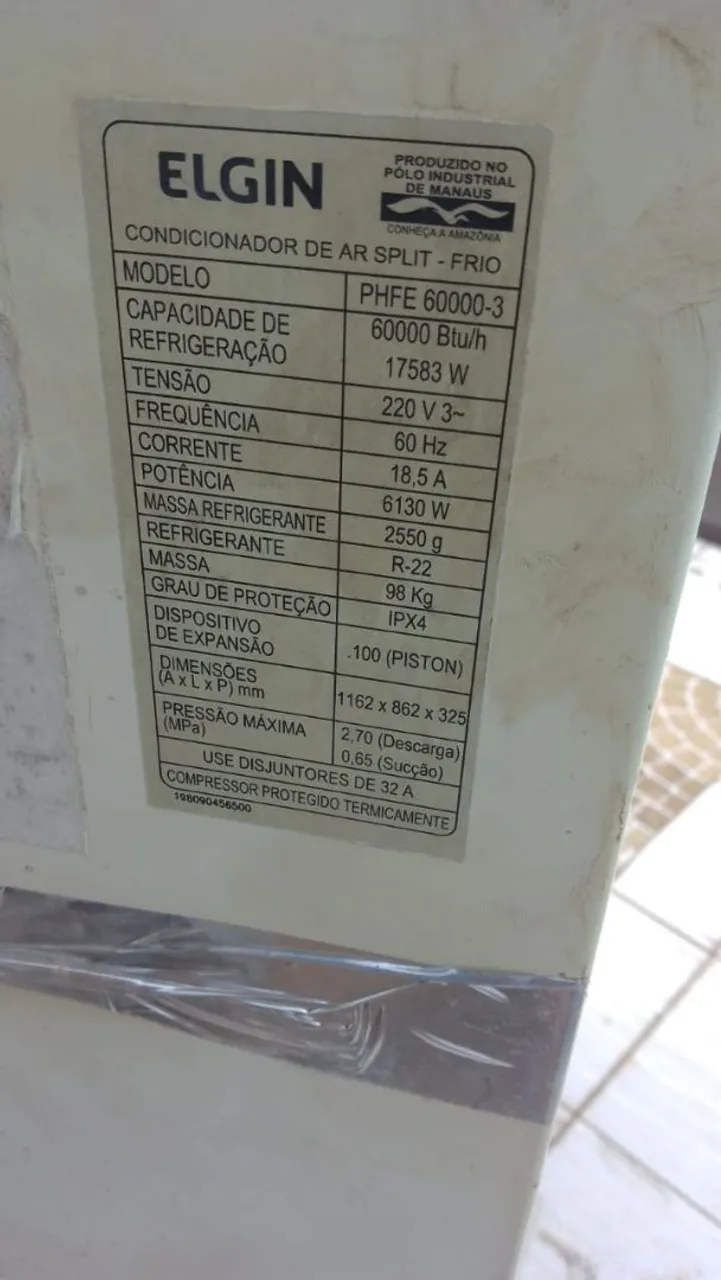 ELGIN
PRODUZIDO NO
PÓLO INDUSTRIAL
DE MANAUS
CONHEÇA A AMAZÔNIA
CONDICIONADOR DE AR SPLIT - FRIO
MODELO PHFE 60000-3
CAPACIDADE DE REFRIGERAÇÃO 60000 Btu/h
17583 W
TENSÃO 220 V 3~
FREQUÊNCIA 60 Hz
CORRENTE 18,5 A
POTÊNCIA 6130 W
MASSA REFRIGERANTE 2550 g
REFRIGERANTE R-22
MASSA 98 Kg
GRAU DE PROTEÇÃO IPX4
DISPOSITIVO
DE EXPANSÃO .100 (PISTON)
DIMENSÕES
(A x L x P) mm 1162 x 862 x 325
PRESSÃO MÁXIMA 2,70 (Descarga)
(MPa) 0,65 (Sucção)
USE DISJUNTORES DE 32 A
COMPRESSOR PROTEGIDO TERMICAMENTE
198090456500